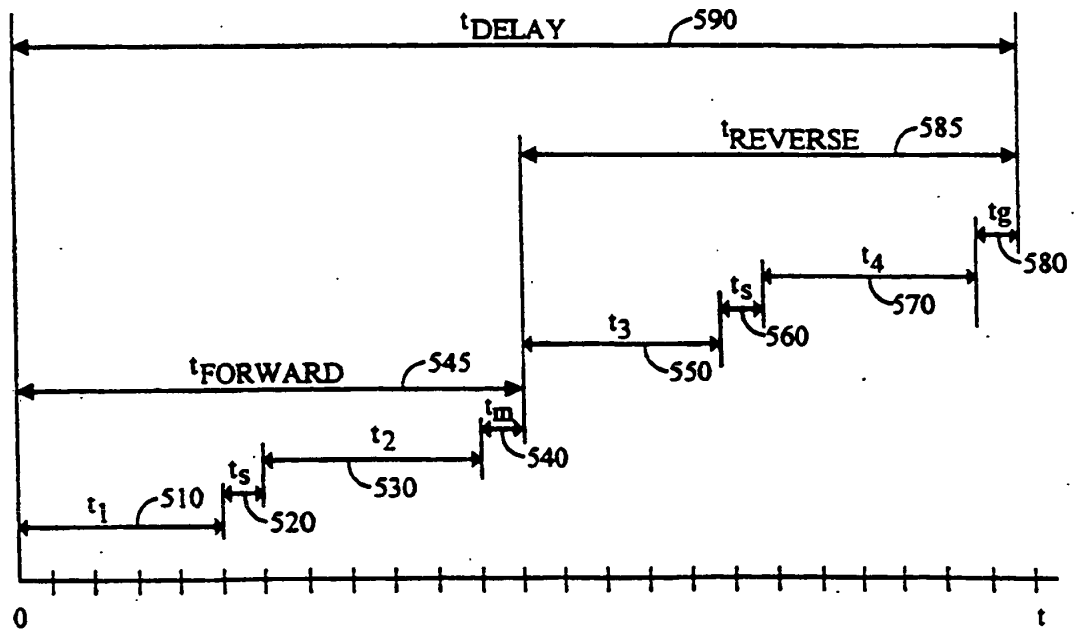 tDELAY 590
tREVERSE 585
tg 580
t4 570
ts 560
t3 550
tFORWARD 545
tm 540
t2 530
ts 520
t1 510
0 t